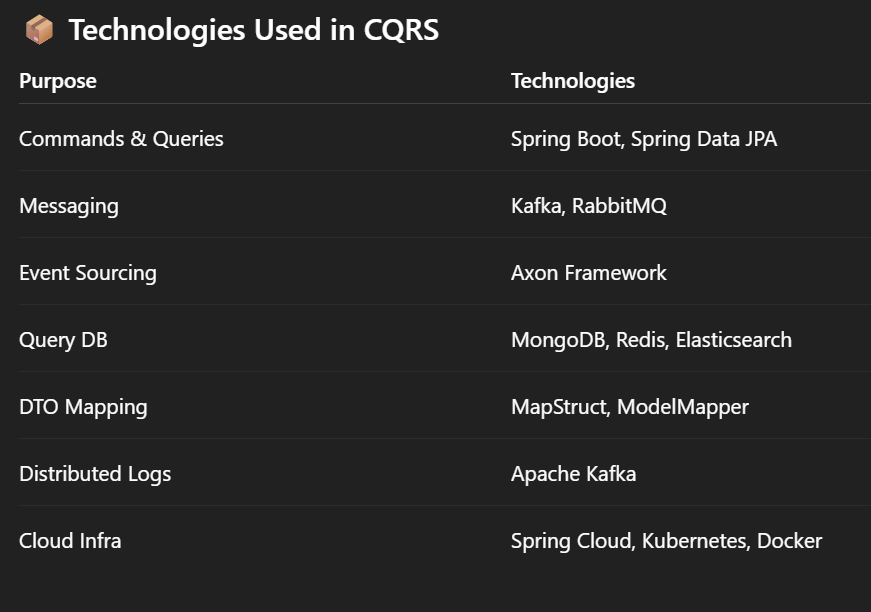 📦 Technologies Used in CQRS
Purpose Technologies
Commands & Queries Spring Boot, Spring Data JPA
Messaging Kafka, RabbitMQ
Event Sourcing Axon Framework
Query DB MongoDB, Redis, Elasticsearch
DTO Mapping MapStruct, ModelMapper
Distributed Logs Apache Kafka
Cloud Infra Spring Cloud, Kubernetes, Docker